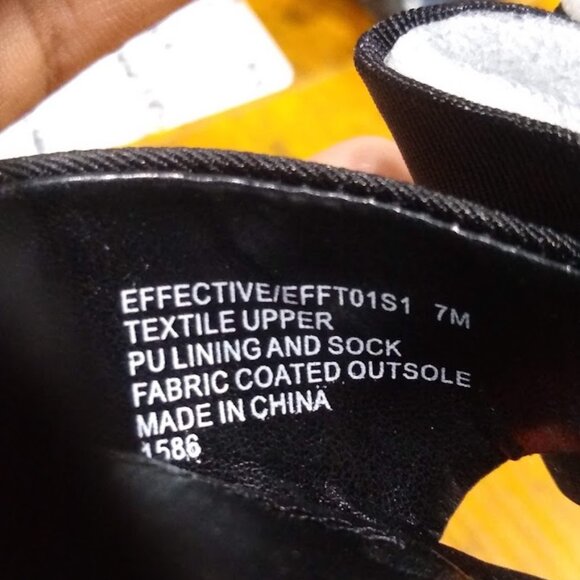 EFFECTIVE/EFFT01S1 7M
TEXTILE UPPER
PU LINING AND SOCK
FABRIC COATED OUTSOLE
MADE IN CHINA
1586